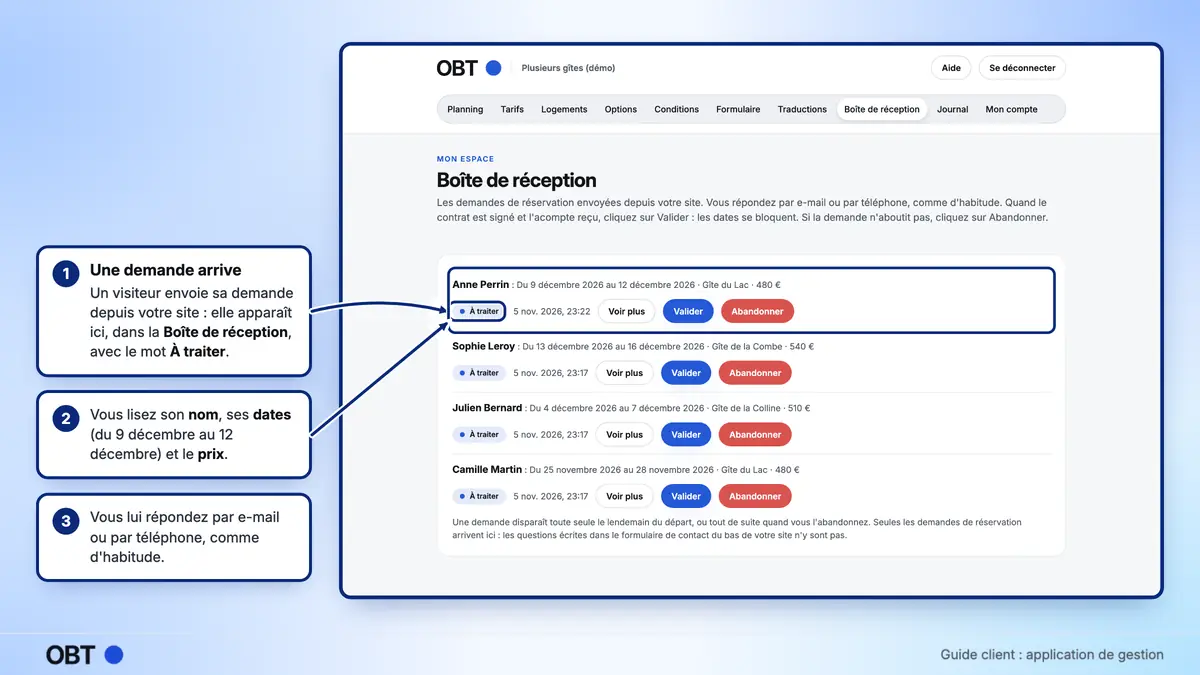 OBT
Plusieurs gîtes (démo)
Aide
Se déconnecter
Planning
Tarifs
Logements
Options
Conditions
Formulaire
Traductions
Boîte de réception
Journal
Mon compte
MON ESPACE
Boîte de réception
Les demandes de réservation envoyées depuis votre site. Vous répondez par e-mail ou par téléphone, comme d'habitude. Quand le
contrat est signé et l'acompte reçu, cliquez sur Valider : les dates se bloquent. Si la demande n'aboutit pas, cliquez sur Abandonner.
1
Une demande arrive
Un visiteur envoie sa demande
depuis votre site : elle apparaît
ici, dans la Boîte de réception,
avec le mot À traiter.
2
Vous lisez son nom, ses dates
(du 9 décembre au 12
décembre) et le prix.
3
Vous lui répondez par e-mail
ou par téléphone, comme
d'habitude.
Anne Perrin : Du 9 décembre 2026 au 12 décembre 2026 · Gîte du Lac · 480 €
À traiter 5 nov. 2026, 23:22 Voir plus Valider Abandonner
Sophie Leroy : Du 13 décembre 2026 au 16 décembre 2026 · Gîte de la Combe · 540 €
À traiter 5 nov. 2026, 23:17 Voir plus Valider Abandonner
Julien Bernard : Du 4 décembre 2026 au 7 décembre 2026 · Gîte de la Colline · 510 €
À traiter 5 nov. 2026, 23:17 Voir plus Valider Abandonner
Camille Martin : Du 25 novembre 2026 au 28 novembre 2026 · Gîte du Lac · 480 €
À traiter 5 nov. 2026, 23:17 Voir plus Valider Abandonner
Une demande disparaît toute seule le lendemain du départ, ou tout de suite quand vous l'abandonnez. Seules les demandes de réservation
arrivent ici : les questions écrites dans le formulaire de contact du bas de votre site n'y sont pas.
OBT
Guide client : application de gestion